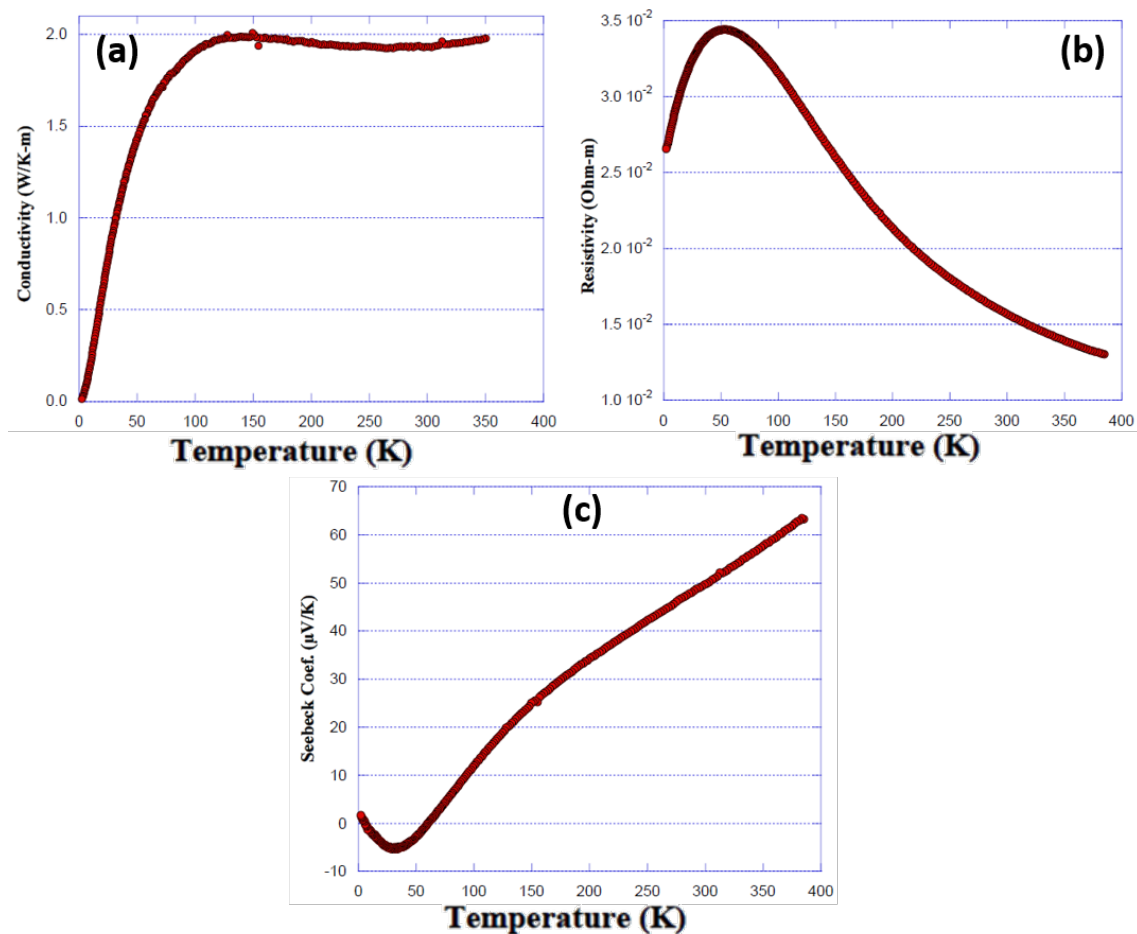 (a)
Conductivity (W/K-m)
2.0
1.5
1.0
0.5
0.0
0 50 100 150 200 250 300 350 400
Temperature (K)
(b)
Resistivity (Ohm-m)
3.5 10⁻²
3.0 10⁻²
2.5 10⁻²
2.0 10⁻²
1.5 10⁻²
1.0 10⁻²
0 50 100 150 200 250 300 350 400
Temperature (K)
(c)
Seebeck Coef. (µV/K)
70
60
50
40
30
20
10
0
-10
0 50 100 150 200 250 300 350 400
Temperature (K)